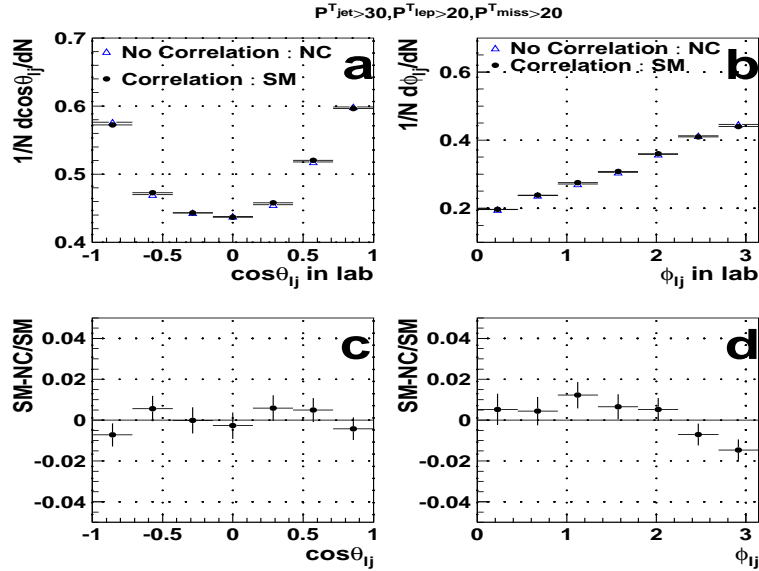 P^T_jet>30,P^T_lep>20,P^T_miss>20
1/N dcosθ_lj/dN
0.7
0.6
0.5
0.4
△ No Correlation : NC
● Correlation : SM
a
-1 -0.5 0 0.5 1
cosθ_lj in lab
1/N dϕ_lj/dN
0.6
0.4
0.2
△ No Correlation : NC
● Correlation : SM
b
0 1 2 3
ϕ_lj in lab
SM-NC/SM
0.04
0.02
0
-0.02
-0.04
c
-1 -0.5 0 0.5 1
cosθ_lj
SM-NC/SM
0.04
0.02
0
-0.02
-0.04
d
0 1 2 3
ϕ_lj